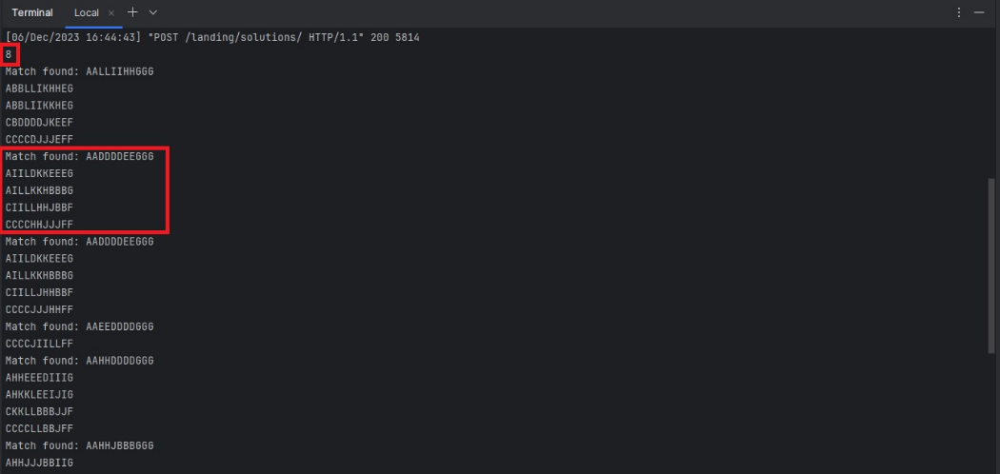 Terminal Local
[06/Dec/2023 16:44:43] "POST /landing/solutions/ HTTP/1.1" 200 5814
8
Match found: AALLIIHHGGG
ABBLLIKHHEG
ABBLIIKKHEG
CBDDDDJKEEF
CCCCDJJJEFF
Match found: AADDDDEEGGG
AIILDKKEEEG
AILLKKHBBBG
CIILLHHJBBF
CCCCHHJJJFF
Match found: AADDDDEEGGG
AIILDKKEEEG
AILLKKHBBBG
CIILLJHHBBF
CCCCJJJHHFF
Match found: AAEEDDDDGGG
CCCCJIILLFF
Match found: AAHHDDDDGGG
AHHEEEDIIIG
AHKKLEEIJIG
CKKLLBBBJJF
CCCCLLBBJFF
Match found: AAHHJBBBGGG
AHHJJJBBIIG